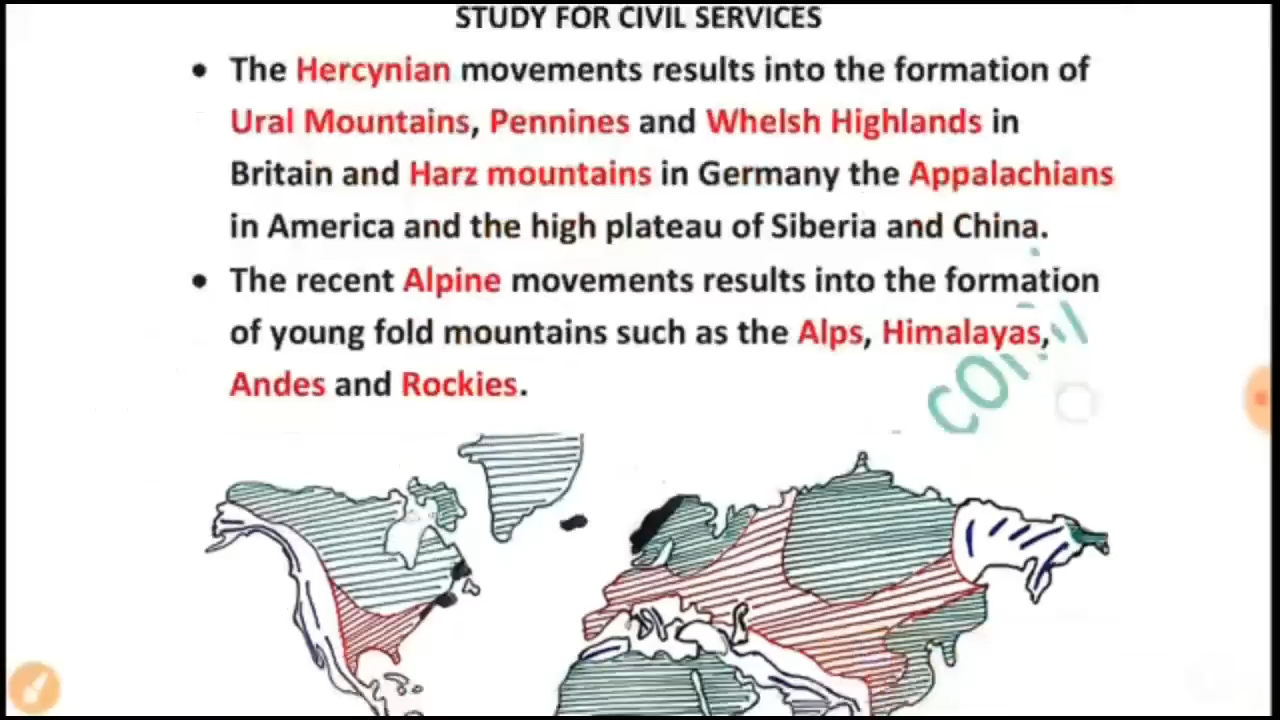 STUDY FOR CIVIL SERVICES
• The Hercynian movements results into the formation of
Ural Mountains, Pennines and Whelsh Highlands in
Britain and Harz mountains in Germany the Appalachians
in America and the high plateau of Siberia and China.
• The recent Alpine movements results into the formation
of young fold mountains such as the Alps, Himalayas,
Andes and Rockies.